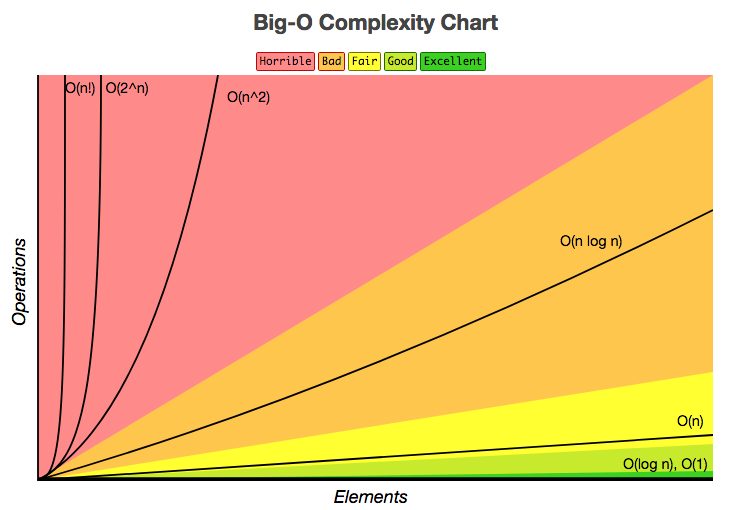 Big-O Complexity Chart
Horrible Bad Fair Good Excellent
O(n!) O(2^n)
O(n^2)
O(n log n)
Operations
O(n)
O(log n), O(1)
Elements